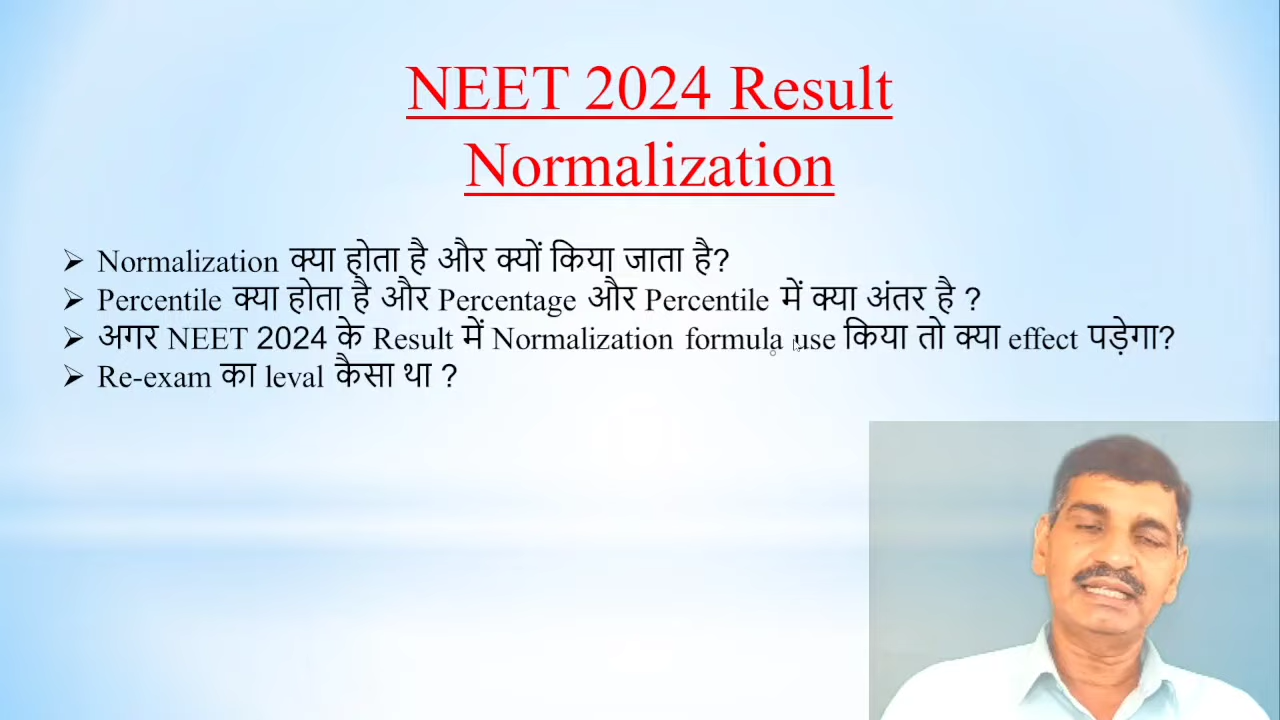 NEET 2024 Result
Normalization
➢ Normalization क्या होता है और क्यों किया जाता है?
➢ Percentile क्या होता है और Percentage और Percentile में क्या अंतर है ?
➢ अगर NEET 2024 के Result में Normalization formula use किया तो क्या effect पड़ेगा?
➢ Re-exam का leval कैसा था ?